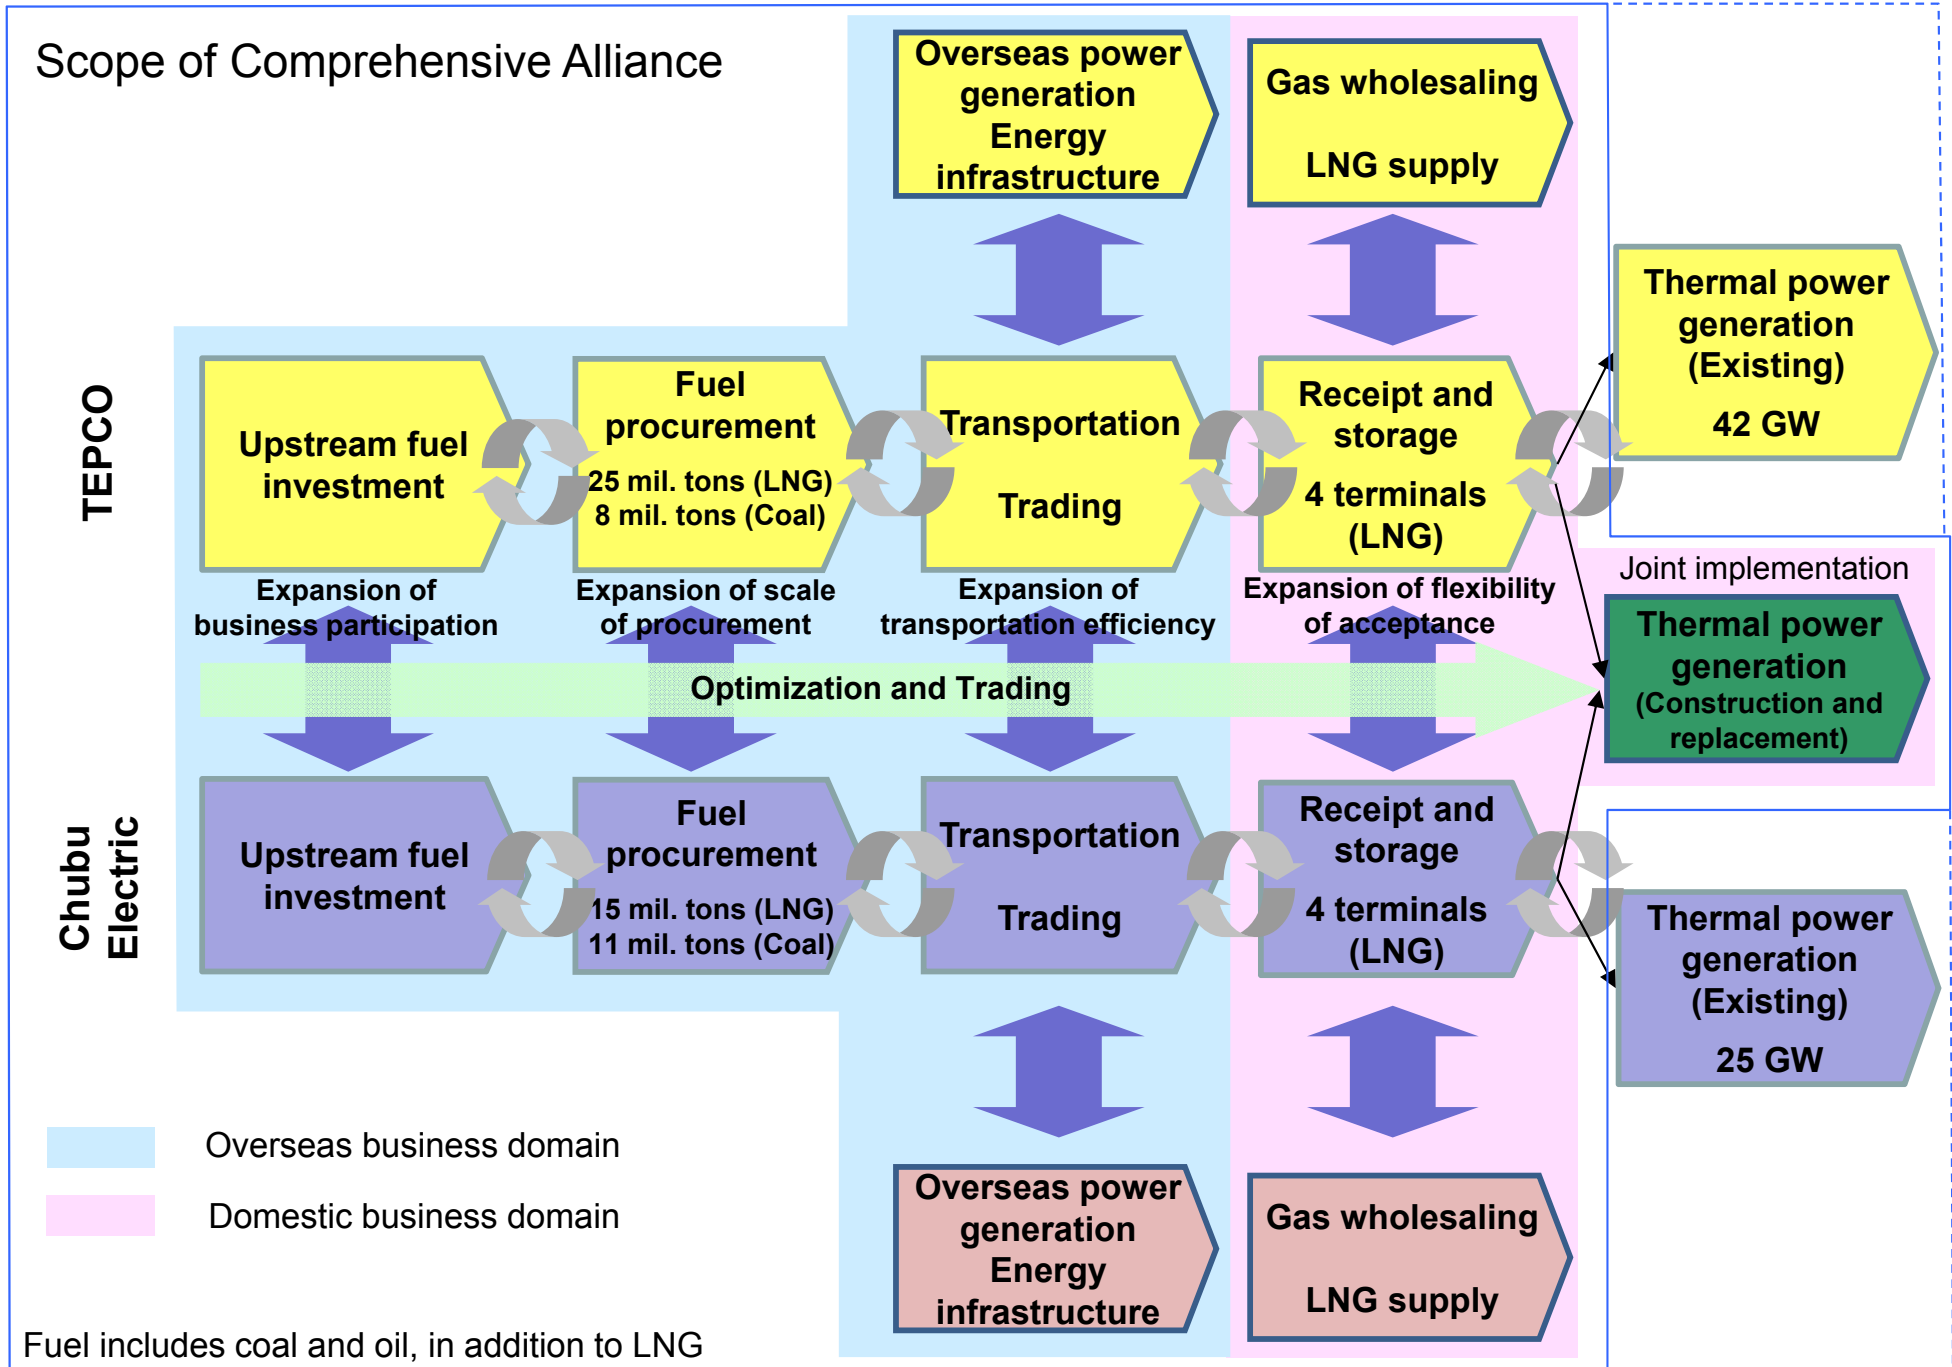 Scope of Comprehensive Alliance
Overseas power
generation
Energy
infrastructure
Gas wholesaling
LNG supply
TEPCO
Upstream fuel
investment
Fuel
procurement
25 mil. tons (LNG)
8 mil. tons (Coal)
Transportation
Trading
Receipt and
storage
4 terminals
(LNG)
Thermal power
generation
(Existing)
42 GW
Expansion of
business participation
Expansion of scale
of procurement
Expansion of
transportation efficiency
Expansion of flexibility
of acceptance
Optimization and Trading
Joint implementation
Thermal power
generation
(Construction and
replacement)
Chubu
Electric
Upstream fuel
investment
Fuel
procurement
15 mil. tons (LNG)
11 mil. tons (Coal)
Transportation
Trading
Receipt and
storage
4 terminals
(LNG)
Thermal power
generation
(Existing)
25 GW
Overseas business domain
Domestic business domain
Overseas power
generation
Energy
infrastructure
Gas wholesaling
LNG supply
Fuel includes coal and oil, in addition to LNG